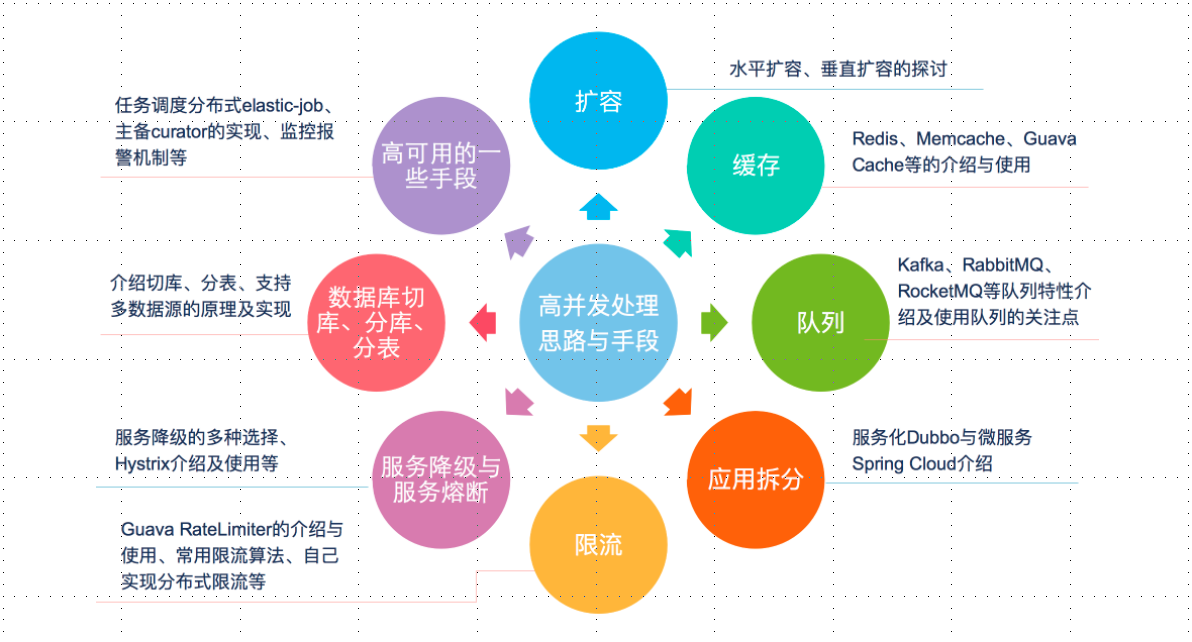 扩容
水平扩容、垂直扩容的探讨
缓存
Redis、Memcache、Guava
Cache等的介绍与使用
队列
Kafka、RabbitMQ、
RocketMQ等队列特性介
绍及使用队列的关注点
应用拆分
服务化Dubbo与微服务
Spring Cloud介绍
限流
Guava RateLimiter的介绍与
使用、常用限流算法、自己
实现分布式限流等
服务降级与
服务熔断
服务降级的多种选择、
Hystrix介绍及使用等
数据库切
库、分库、
分表
介绍切库、分表、支持
多数据源的原理及实现
高可用的一
些手段
任务调度分布式elastic-job、
主备curator的实现、监控报
警机制等
高并发处理
思路与手段